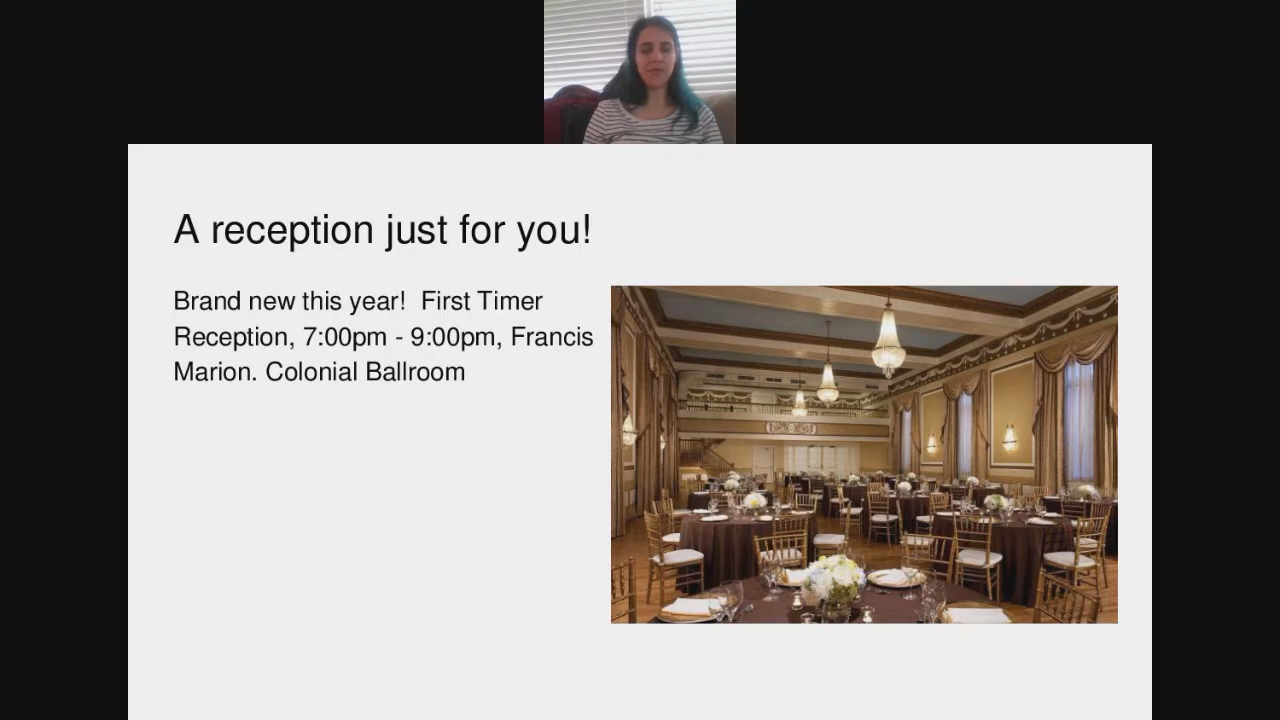 A reception just for you!
Brand new this year!  First Timer
Reception, 7:00pm - 9:00pm, Francis
Marion. Colonial Ballroom